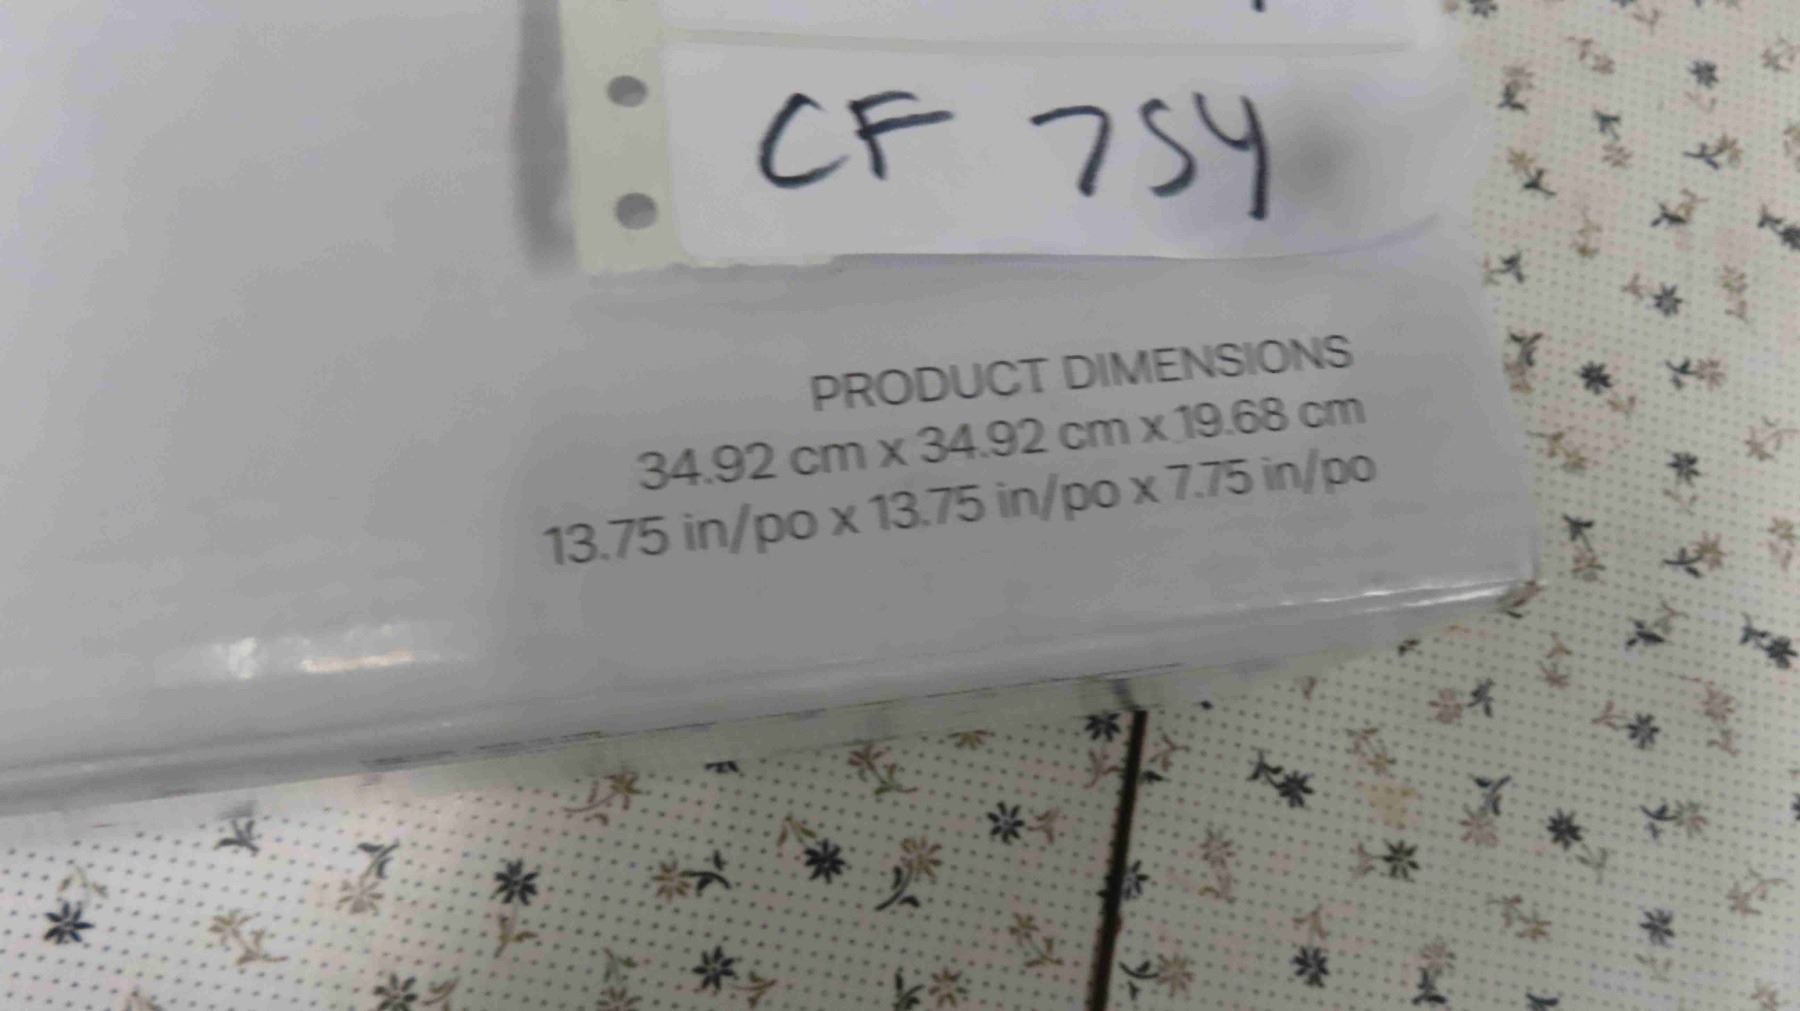 CF 754
PRODUCT DIMENSIONS
34.92 cm x 34.92 cm x 19.68 cm
13.75 in/po x 13.75 in/po x 7.75 in/po